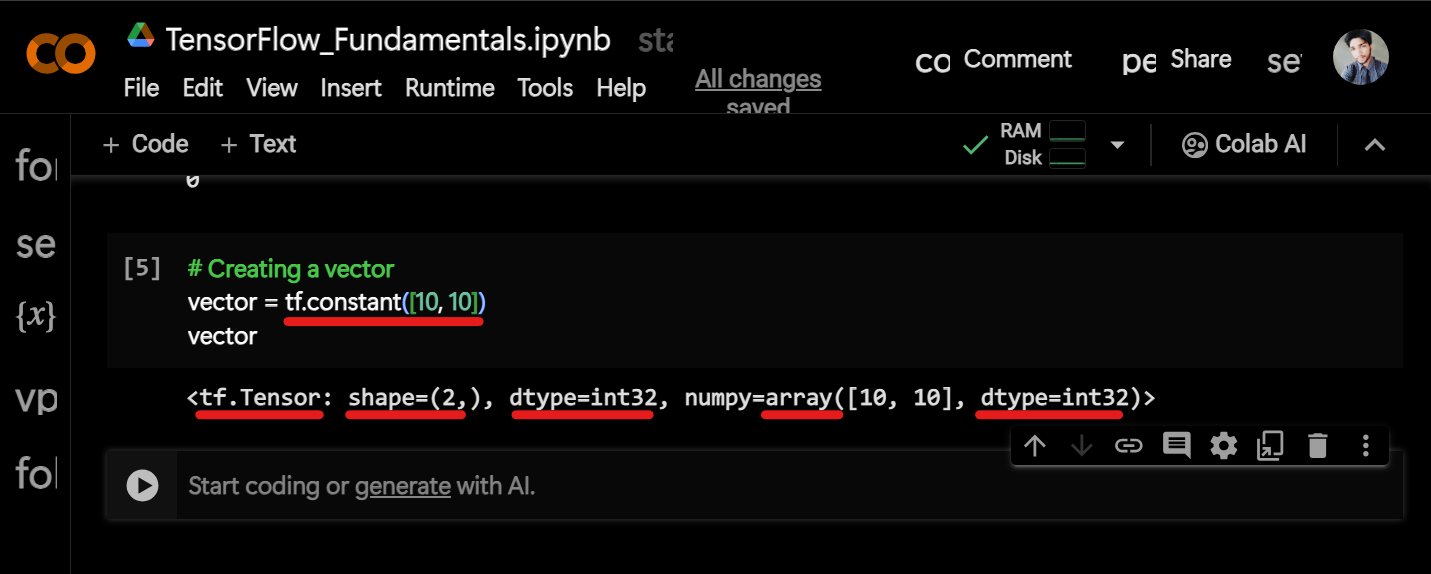 TensorFlow_Fundamentals.ipynb sta
File Edit View Insert Runtime Tools Help
All changes
saved
co Comment pe Share se
+ Code + Text
RAM
Disk
Colab AI
fo
se
{x}
vp
fol
0
[5] # Creating a vector
vector = tf.constant([10, 10])
vector
<tf.Tensor: shape=(2,), dtype=int32, numpy=array([10, 10], dtype=int32)>
Start coding or generate with AI.